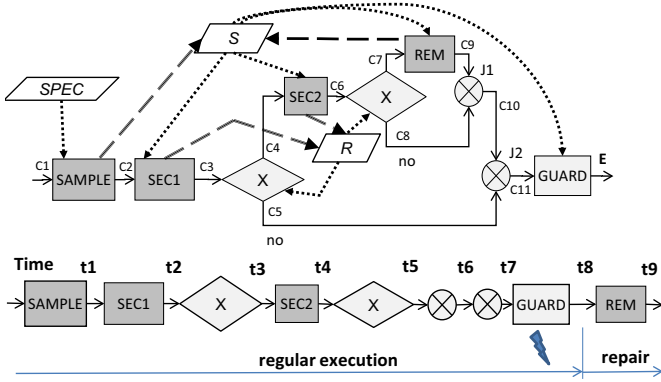 S
REM
C9
J1
C7
SPEC
SEC2
C6
X
C10
C8
R
no
C4
J2
E
C1
SAMPLE
C2
SEC1
C3
X
GUARD
C11
C5
no
Time
t1
t2
t3
t4
t5
t6
t7
t8
t9
SAMPLE
SEC1
X
SEC2
X
GUARD
REM
regular execution
repair